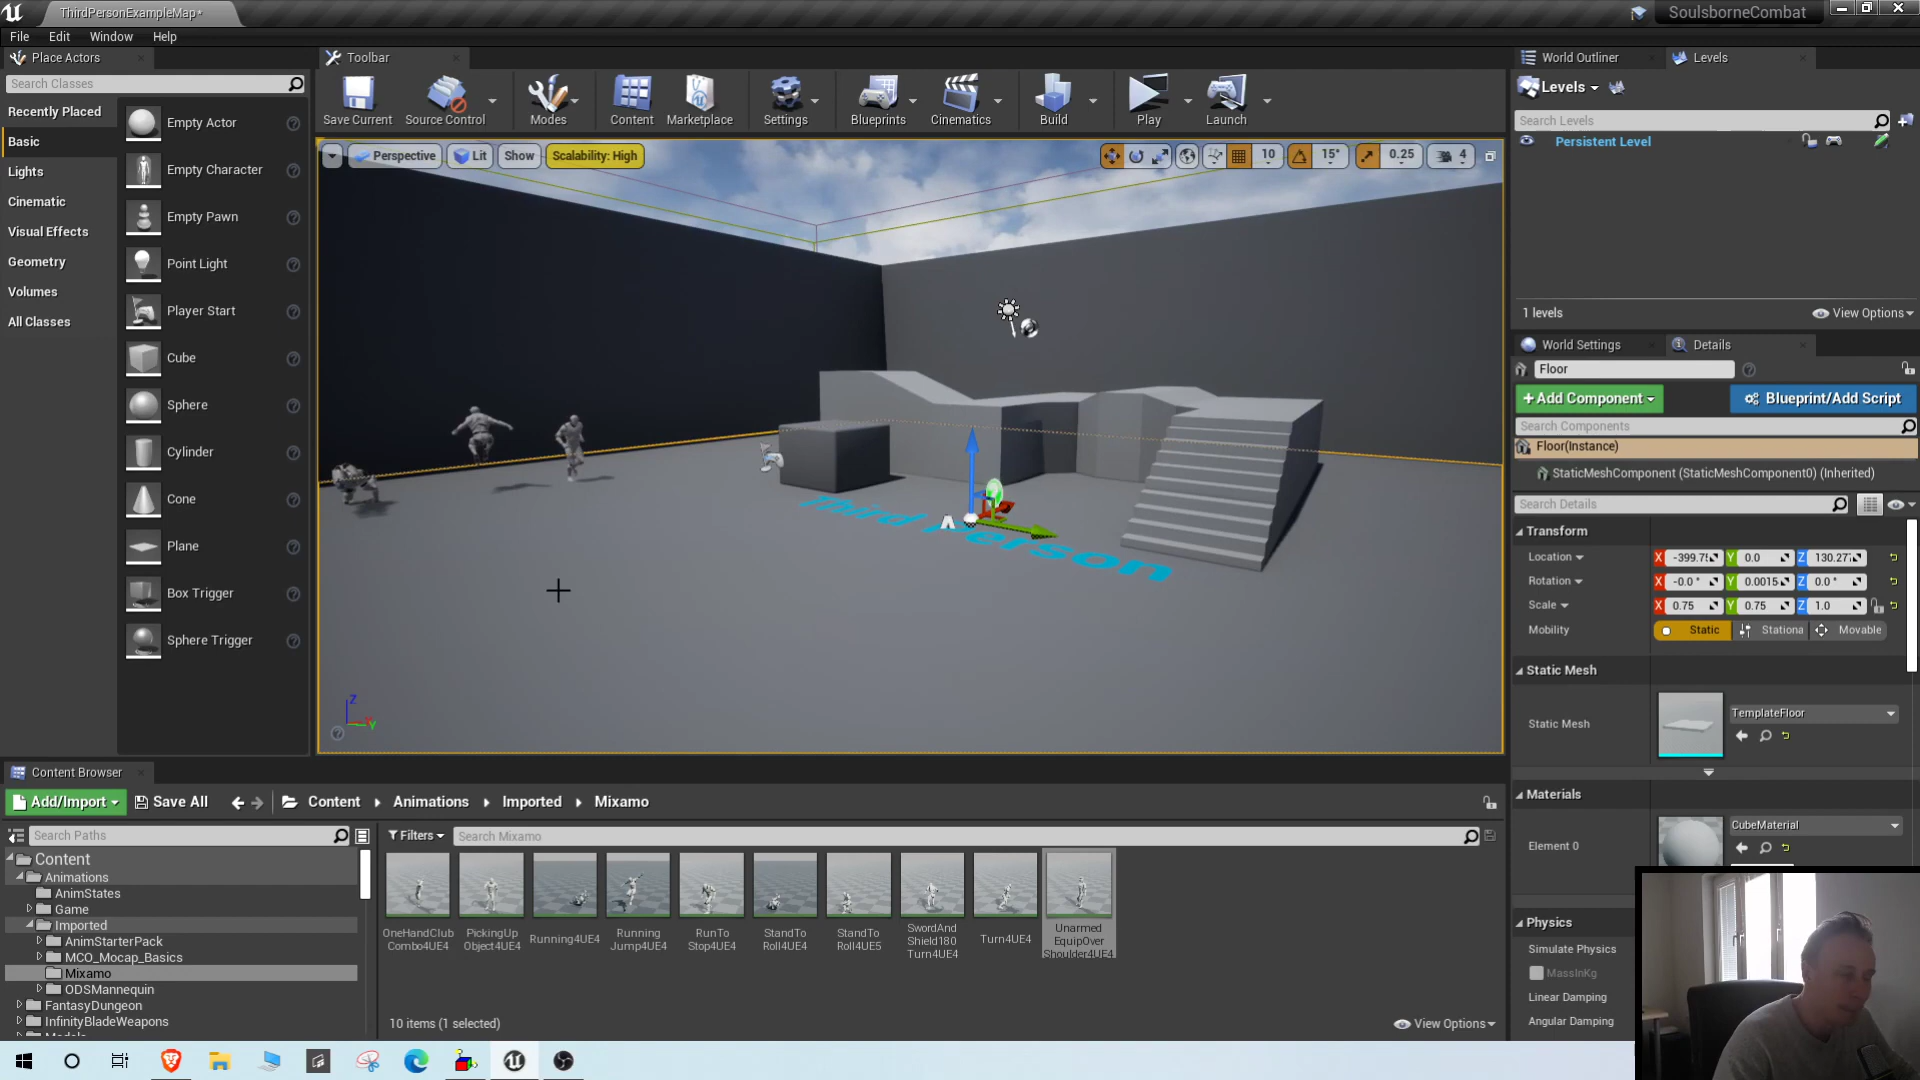 ThirdPersonExampleMap*
SoulsborneCombat
File Edit Window Help
Place Actors
Search Classes
Recently Placed
Basic
Lights
Cinematic
Visual Effects
Geometry
Volumes
All Classes
Empty Actor
Empty Character
Empty Pawn
Point Light
Player Start
Cube
Sphere
Cylinder
Cone
Plane
Box Trigger
Sphere Trigger
Toolbar
Save Current
Source Control
Modes
Content
Marketplace
Settings
Blueprints
Cinematics
Build
Play
Launch
Perspective
Lit
Show
Scalability: High
10
15°
0.25
4
Third Person
Z
Y
World Outliner
Levels
Levels
Search Levels
Persistent Level
1 levels
View Options
World Settings
Details
Floor
+Add Component
Blueprint/Add Script
Search Components
Floor(Instance)
StaticMeshComponent (StaticMeshComponent0) (Inherited)
Search Details
Transform
Location X Y 0.0 Z
Rotation X -0.0 ° Y 0.0015 Z 0.0 °
Scale X 0.75 Y 0.75 Z 1.0
Mobility Static Stationa Movable
Static Mesh
Static Mesh
TemplateFloor
Materials
Element 0
CubeMaterial
Physics
Simulate Physics
MassInKg
Linear Damping
Angular Damping
Content Browser
Add/Import
Save All
Content Animations Imported Mixamo
Search Paths
Filters
Search Mixamo
Content
Animations
AnimStates
Game
Imported
AnimStarterPack
MCO_Mocap_Basics
Mixamo
ODSMannequin
FantasyDungeon
InfinityBladeWeapons
OneHandClub
Combo4UE4
PickingUp
Object4UE4
Running4UE4
Running
Jump4UE4
RunTo
Stop4UE4
StandTo
Roll4UE4
StandTo
Roll4UE5
SwordAnd
Shield180
Turn4UE4
Turn4UE4
Unarmed
EquipOver
Shoulder4UE4
10 items (1 selected)
View Options